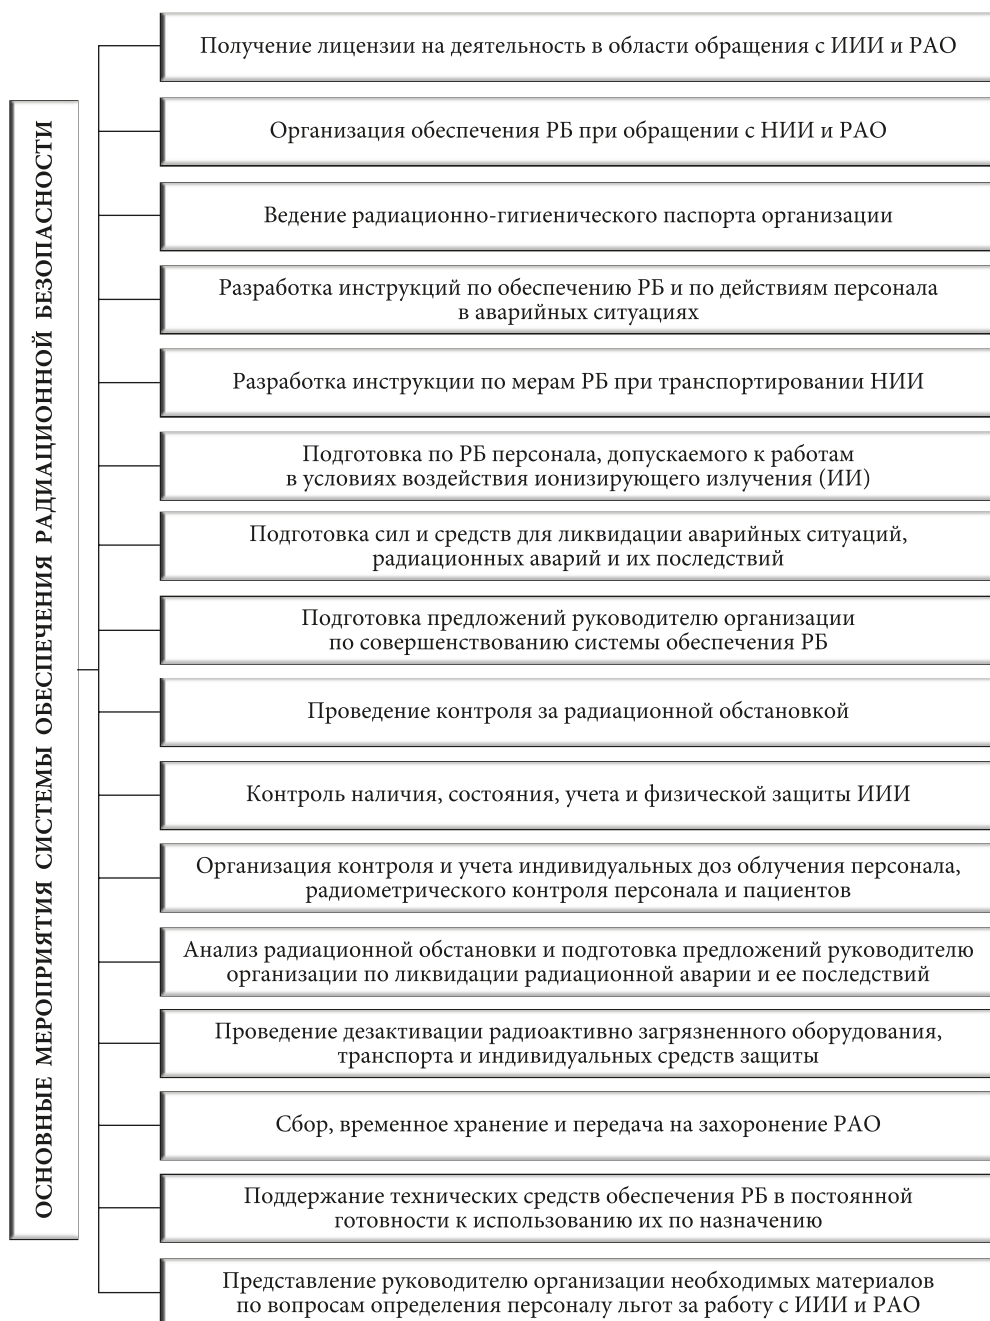 ОСНОВНЫЕ МЕРОПРИЯТИЯ СИСТЕМЫ ОБЕСПЕЧЕНИЯ РАДИАЦИОННОЙ БЕЗОПАСНОСТИ
Получение лицензии на деятельность в области обращения с ИИИ и РАО
Организация обеспечения РБ при обращении с НИИ и РАО
Ведение радиационно-гигиенического паспорта организации
Разработка инструкций по обеспечению РБ и по действиям персонала
в аварийных ситуациях
Разработка инструкции по мерам РБ при транспортировании НИИ
Подготовка по РБ персонала, допускаемого к работам
в условиях воздействия ионизирующего излучения (ИИ)
Подготовка сил и средств для ликвидации аварийных ситуаций,
радиационных аварий и их последствий
Подготовка предложений руководителю организации
по совершенствованию системы обеспечения РБ
Проведение контроля за радиационной обстановкой
Контроль наличия, состояния, учета и физической защиты ИИИ
Организация контроля и учета индивидуальных доз облучения персонала,
радиометрического контроля персонала и пациентов
Анализ радиационной обстановки и подготовка предложений руководителю
организации по ликвидации радиационной аварии и ее последствий
Проведение дезактивации радиоактивно загрязненного оборудования,
транспорта и индивидуальных средств защиты
Сбор, временное хранение и передача на захоронение РАО
Поддержание технических средств обеспечения РБ в постоянной
готовности к использованию их по назначению
Представление руководителю организации необходимых материалов
по вопросам определения персоналу льгот за работу с ИИИ и РАО